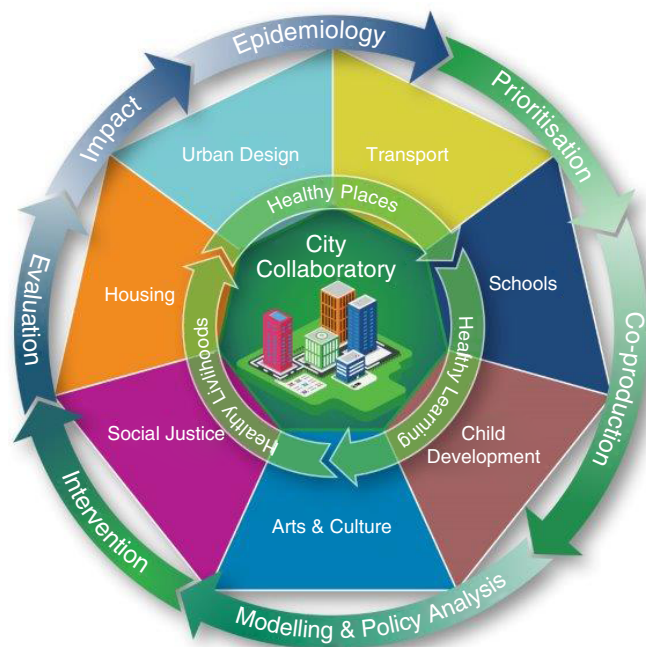 Epidemiology
Prioritisation
Co-production
Modelling & Policy Analysis
Intervention
Evaluation
Impact
Urban Design
Transport
Schools
Child
Development
Arts & Culture
Social Justice
Housing
Healthy Places
Healthy Learning
Healthy Livlihoods
City
Collaboratory